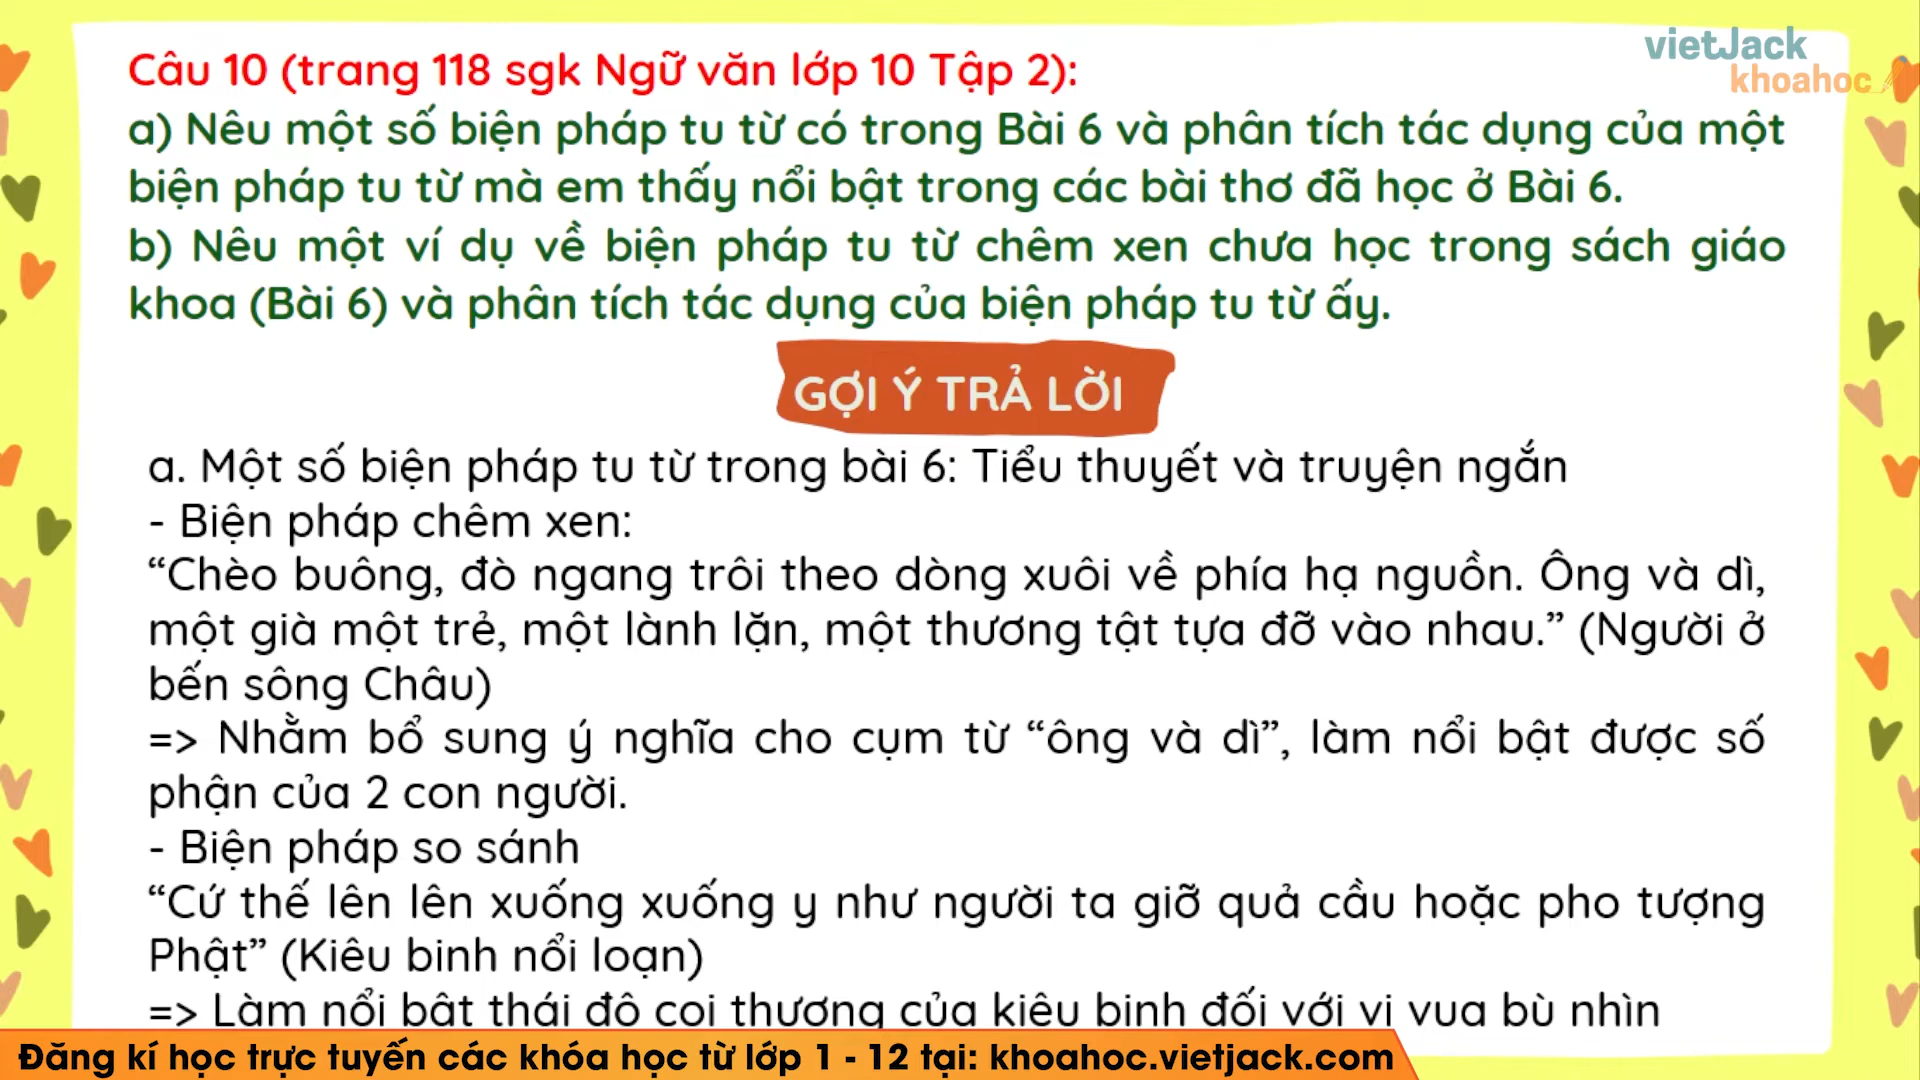 vietJack
khoahoc
Câu 10 (trang 118 sgk Ngữ văn lớp 10 Tập 2):
a) Nêu một số biện pháp tu từ có trong Bài 6 và phân tích tác dụng của một
biện pháp tu từ mà em thấy nổi bật trong các bài thơ đã học ở Bài 6.
b) Nêu một ví dụ về biện pháp tu từ chêm xen chưa học trong sách giáo
khoa (Bài 6) và phân tích tác dụng của biện pháp tu từ ấy.
GỢI Ý TRẢ LỜI
a. Một số biện pháp tu từ trong bài 6: Tiểu thuyết và truyện ngắn
- Biện pháp chêm xen:
“Chèo buông, đò ngang trôi theo dòng xuôi về phía hạ nguồn. Ông và dì,
một già một trẻ, một lành lặn, một thương tật tựa đỡ vào nhau.” (Người ở
bến sông Châu)
=> Nhằm bổ sung ý nghĩa cho cụm từ “ông và dì”, làm nổi bật được số
phận của 2 con người.
- Biện pháp so sánh
“Cứ thế lên lên xuống xuống y như người ta giỡ quả cầu hoặc pho tượng
Phật” (Kiêu binh nổi loạn)
=> Làm nổi bật thái độ coi thương của kiêu binh đối với vị vua bù nhìn
Đăng kí học trực tuyến các khóa học từ lớp 1 - 12 tại: khoahoc.vietjack.com